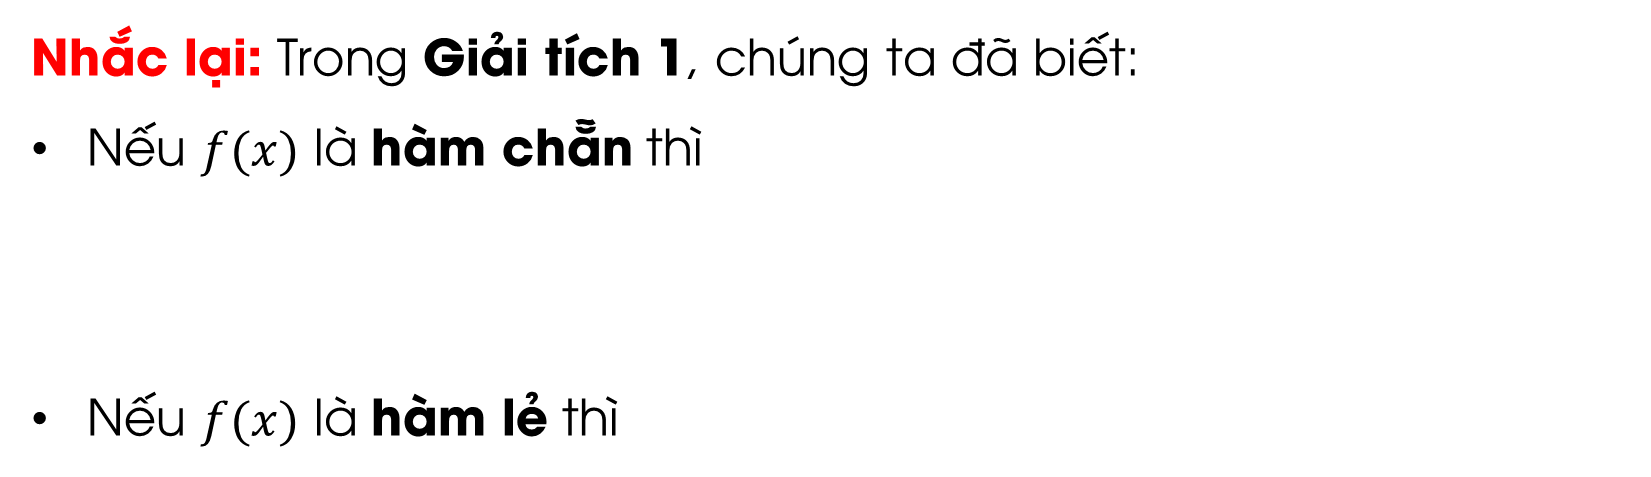 Nhắc lại: Trong Giải tích 1, chúng ta đã biết:
• Nếu f(x) là hàm chẵn thì
• Nếu f(x) là hàm lẻ thì